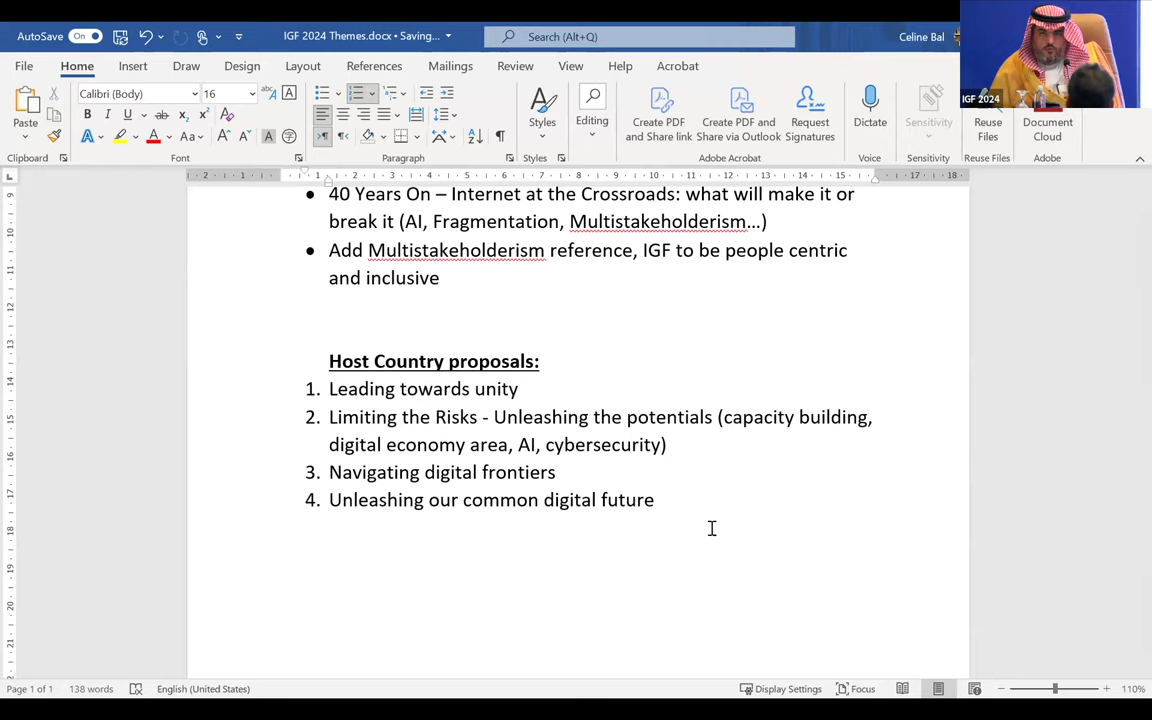 AutoSave On IGF 2024 Themes.docx • Saving... Search (Alt+Q) Celine Bal
File Home Insert Draw Design Layout References Mailings Review View Help Acrobat
Calibri (Body) 16
Paste Styles Editing Create PDF and Share link Create PDF and Share via Outlook Request Signatures Dictate Sensitivity Reuse Files Document Cloud
Clipboard Font Paragraph Styles Adobe Acrobat Voice Sensitivity Reuse Files Adobe
IGF 2024
• 40 Years On – Internet at the Crossroads: what will make it or
break it (AI, Fragmentation, Multistakeholderism…)
• Add Multistakeholderism reference, IGF to be people centric
and inclusive
Host Country proposals:
1. Leading towards unity
2. Limiting the Risks - Unleashing the potentials (capacity building,
digital economy area, AI, cybersecurity)
3. Navigating digital frontiers
4. Unleashing our common digital future
Page 1 of 1 138 words English (United States) Display Settings Focus 110%